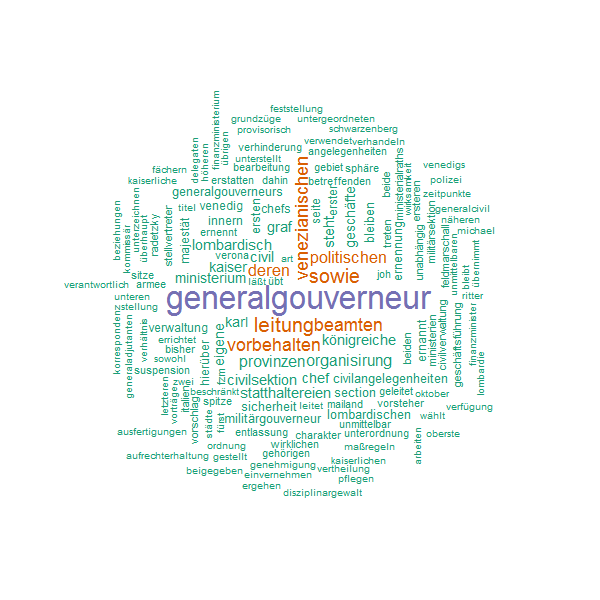 feststellung
grundzüge untergeordneten
provisorisch schwarzenberg
finanzministerium
übrigen
höheren
delegaten
verhinderung verwendet verhandeln
angelegenheiten
unterstellt bearbeitung gebiet sphäre
venedigs
fächern
kaiserliche erstatten dahin betreffenden
polizei
generalgouverneurs
zeitpunkte
venezianischen
ministerialraths
wirksamkeit
ersteren
beide
titel venedig ersten chefs seite erster geschäfte
generalcivil
beziehungen
kommissär
unterzeichnen
überhaupt
radetzky
stellvertreter
majestät
innern graf steht bleiben
näheren
ernennt
michael
treten
ernennung
unabhängig
militärsektion
feldmarschall
unmittelbaren
bleibt
übernimmt
lombardisch
verona civil politischen
kaiser art
sitze deren sowie joh
verantwortlich armee ministerium läßt übt
ritter
unteren generalgouverneur
zustellung
karl leitung beamten
korrespondenz
generaladjutanten
verhältnis
verwaltung
errichtet eigene königreiche
bisher vorbehalten
hierüber
beiden
ernannt
ministerien
civilverwaltung
geschäftsführung
finanzminister
lombardie
sowohl provinzen organisirung
suspension fzm civilsektion chef civilangelegenheiten
letzteren
vorträge
zwei
italien
vorschlag
beschränkt statthaltereien section geleitet oktober
spitze sicherheit leitet mailand vorsteher verfügung
städte
fürst
militärgouverneur lombardischen wählt
unmittelbar
ausfertigungen entlassung charakter unterordnung oberste
ordnung wirklichen maßregeln
arbeiten
aufrechterhaltung gestellt gehörigen kaiserlichen
beigegeben genehmigung vertheilung
einvernehmen pflegen
ergehen disziplinargewalt